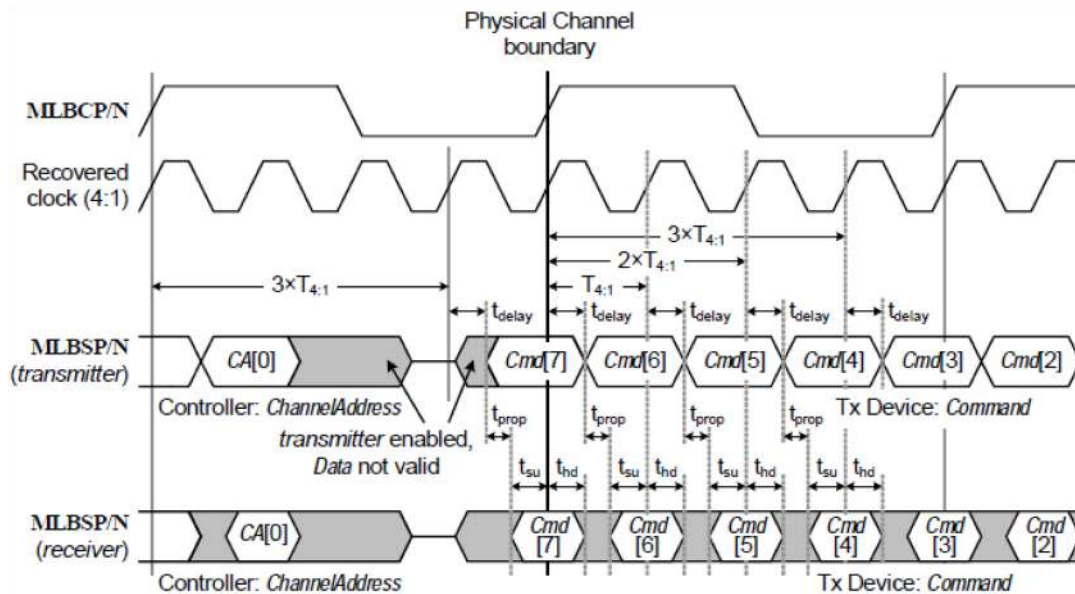 Physical Channel
boundary
MLBCP/N
Recovered
clock (4:1)
3×T4:1
2×T4:1
3×T4:1
T4:1
tdelay
tdelay
tdelay
tdelay
tdelay
MLBSP/N
(transmitter)
CA[0]
Cmd[7]
Cmd[6]
Cmd[5]
Cmd[4]
Cmd[3]
Cmd[2]
Controller: ChannelAddress
Tx Device: Command
transmitter enabled,
Data not valid
tprop
tprop
tprop
tprop
tsu
thd
tsu
thd
tsu
thd
tsu
thd
MLBSP/N
(receiver)
CA[0]
Cmd
[7]
Cmd
[6]
Cmd
[5]
Cmd
[4]
Cmd
[3]
Cmd
[2]
Controller: ChannelAddress
Tx Device: Command